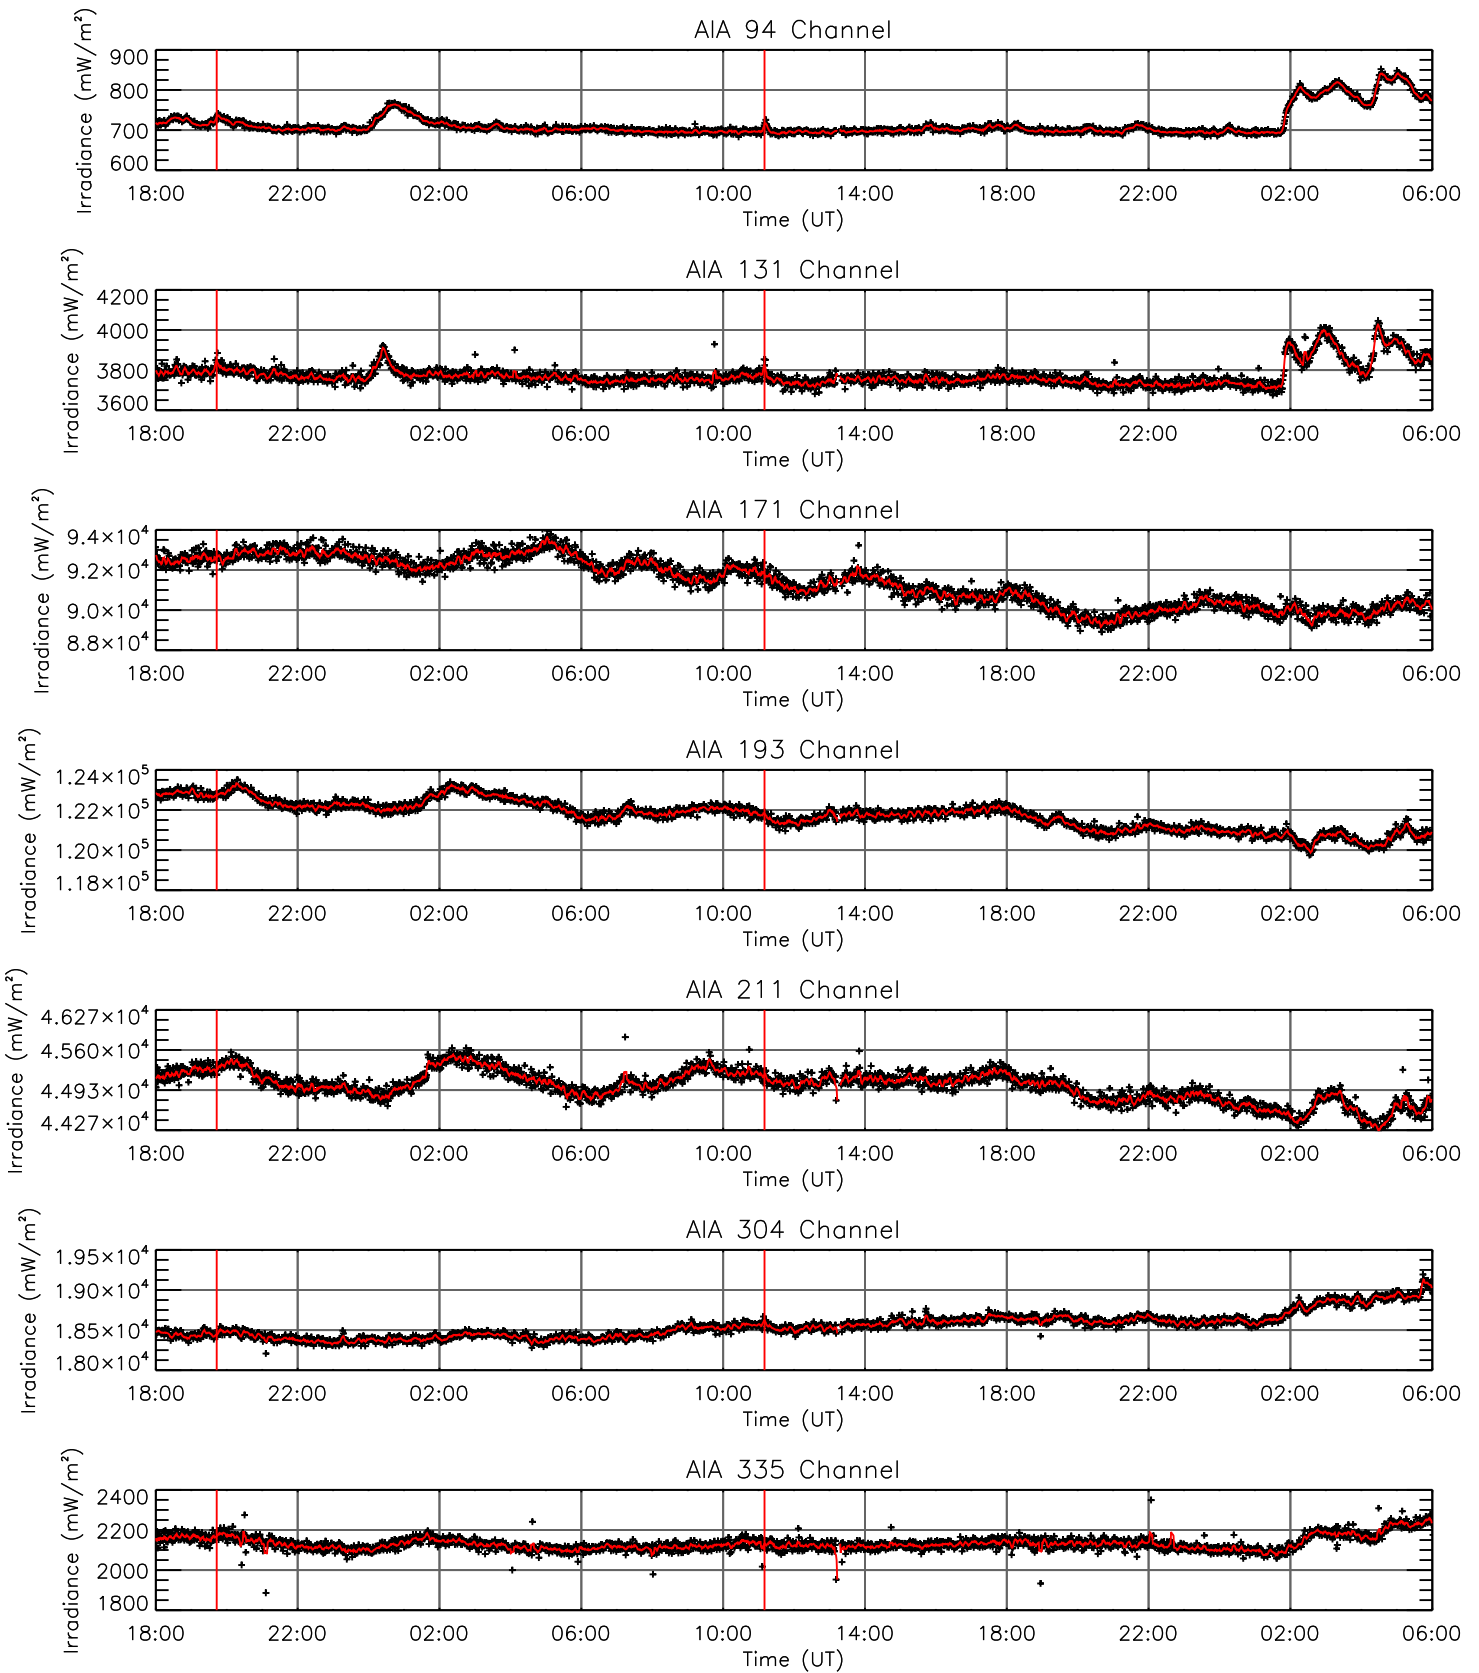 AIA 94 Channel
Irradiance (mW/m²)
900
800
700
600
18:00 22:00 02:00 06:00 10:00 14:00 18:00 22:00 02:00 06:00
Time (UT)
AIA 131 Channel
Irradiance (mW/m²)
4200
4000
3800
3600
18:00 22:00 02:00 06:00 10:00 14:00 18:00 22:00 02:00 06:00
Time (UT)
AIA 171 Channel
Irradiance (mW/m²)
9.4×10⁴
9.2×10⁴
9.0×10⁴
8.8×10⁴
18:00 22:00 02:00 06:00 10:00 14:00 18:00 22:00 02:00 06:00
Time (UT)
AIA 193 Channel
Irradiance (mW/m²)
1.24×10⁵
1.22×10⁵
1.20×10⁵
1.18×10⁵
18:00 22:00 02:00 06:00 10:00 14:00 18:00 22:00 02:00 06:00
Time (UT)
AIA 211 Channel
Irradiance (mW/m²)
4.627×10⁴
4.560×10⁴
4.493×10⁴
4.427×10⁴
18:00 22:00 02:00 06:00 10:00 14:00 18:00 22:00 02:00 06:00
Time (UT)
AIA 304 Channel
Irradiance (mW/m²)
1.95×10⁴
1.90×10⁴
1.85×10⁴
1.80×10⁴
18:00 22:00 02:00 06:00 10:00 14:00 18:00 22:00 02:00 06:00
Time (UT)
AIA 335 Channel
Irradiance (mW/m²)
2400
2200
2000
1800
18:00 22:00 02:00 06:00 10:00 14:00 18:00 22:00 02:00 06:00
Time (UT)